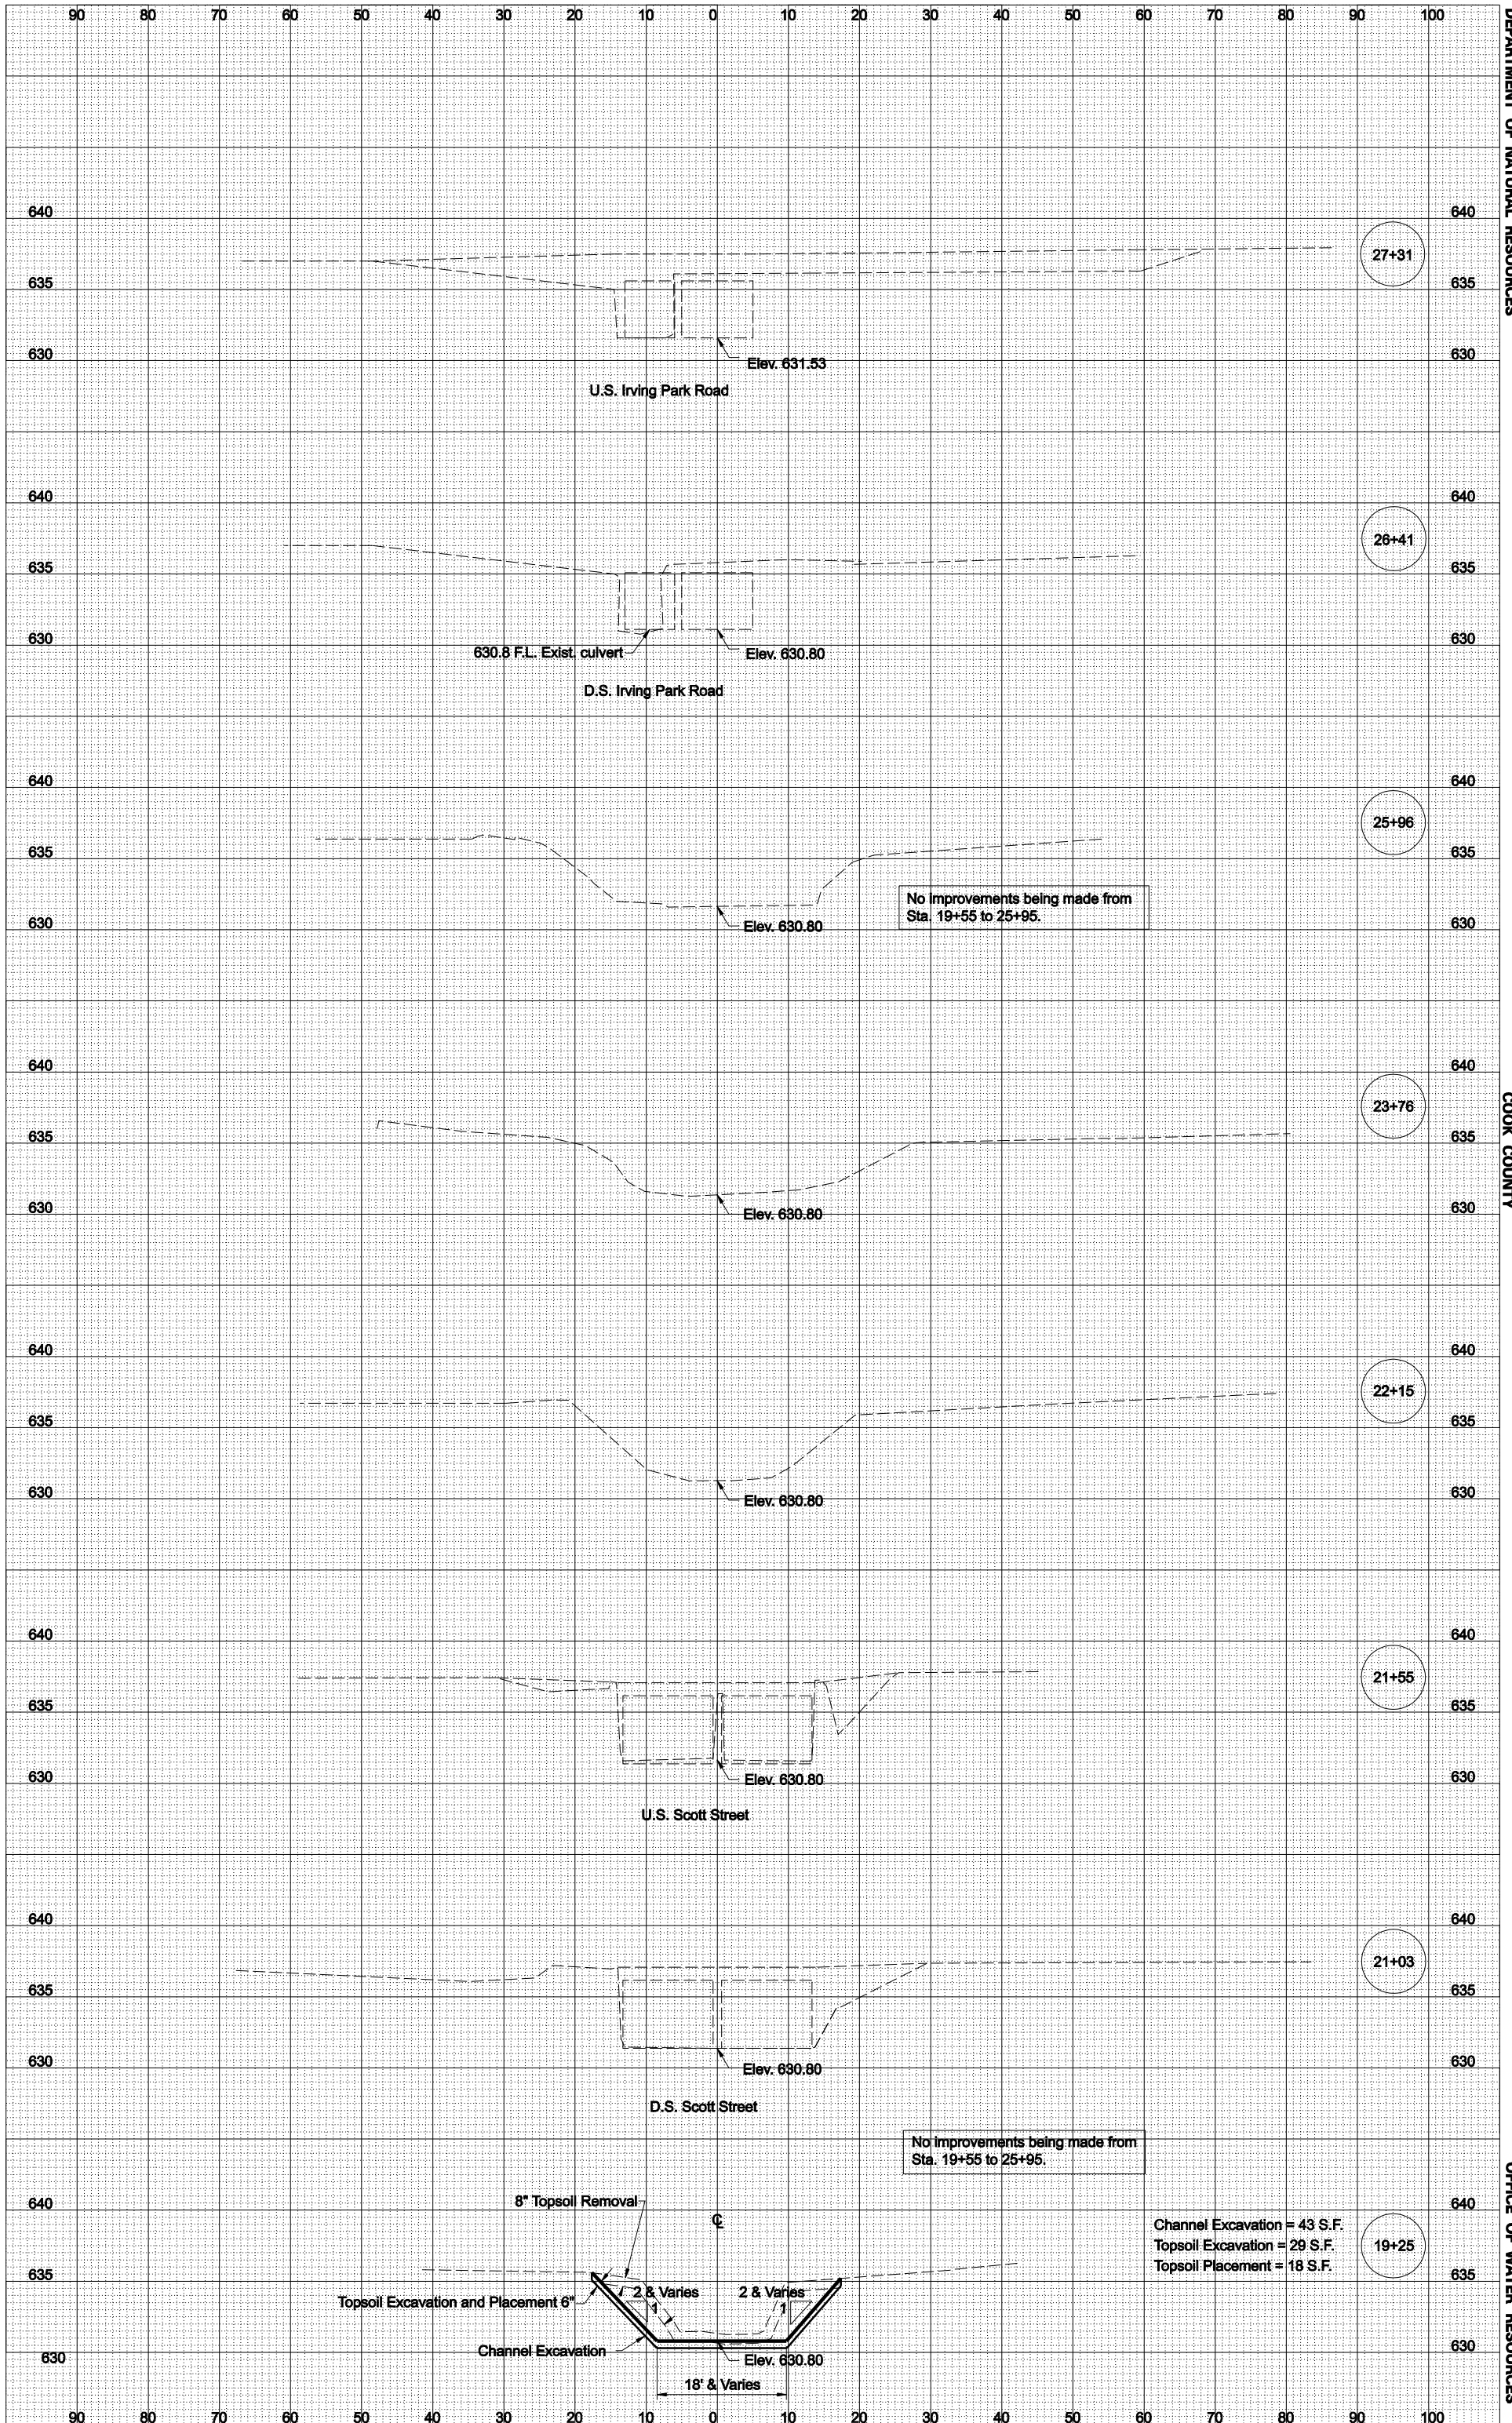 90 80 70 60 50 40 30 20 10 0 10 20 30 40 50 60 70 80 90 100
DEPARTMENT OF NATURAL RESOURCES
640 640
27+31
635 635
630 630
Elev. 631.53
U.S. Irving Park Road
640 640
26+41
635 635
630 630
630.8 F.L. Exist. culvert
Elev. 630.80
D.S. Irving Park Road
640 640
25+96
635 635
No improvements being made from
Sta. 19+55 to 25+95.
630 630
Elev. 630.80
640 640
COOK COUNTY
23+76
635 635
630 630
Elev. 630.80
640 640
22+15
635 635
630 630
Elev. 630.80
640 640
21+55
635 635
630 630
Elev. 630.80
U.S. Scott Street
640 640
21+03
635 635
630 630
Elev. 630.80
D.S. Scott Street
No improvements being made from
Sta. 19+55 to 25+95.
OFFICE OF WATER RESOURCES
8" Topsoil Removal
640 640
℄
Channel Excavation = 43 S.F.
Topsoil Excavation = 29 S.F.
Topsoil Placement = 18 S.F.
19+25
635 635
2 & Varies 2 & Varies
1 1
Topsoil Excavation and Placement 6"
Channel Excavation
630 630
Elev. 630.80
18' & Varies
90 80 70 60 50 40 30 20 10 0 10 20 30 40 50 60 70 80 90 100